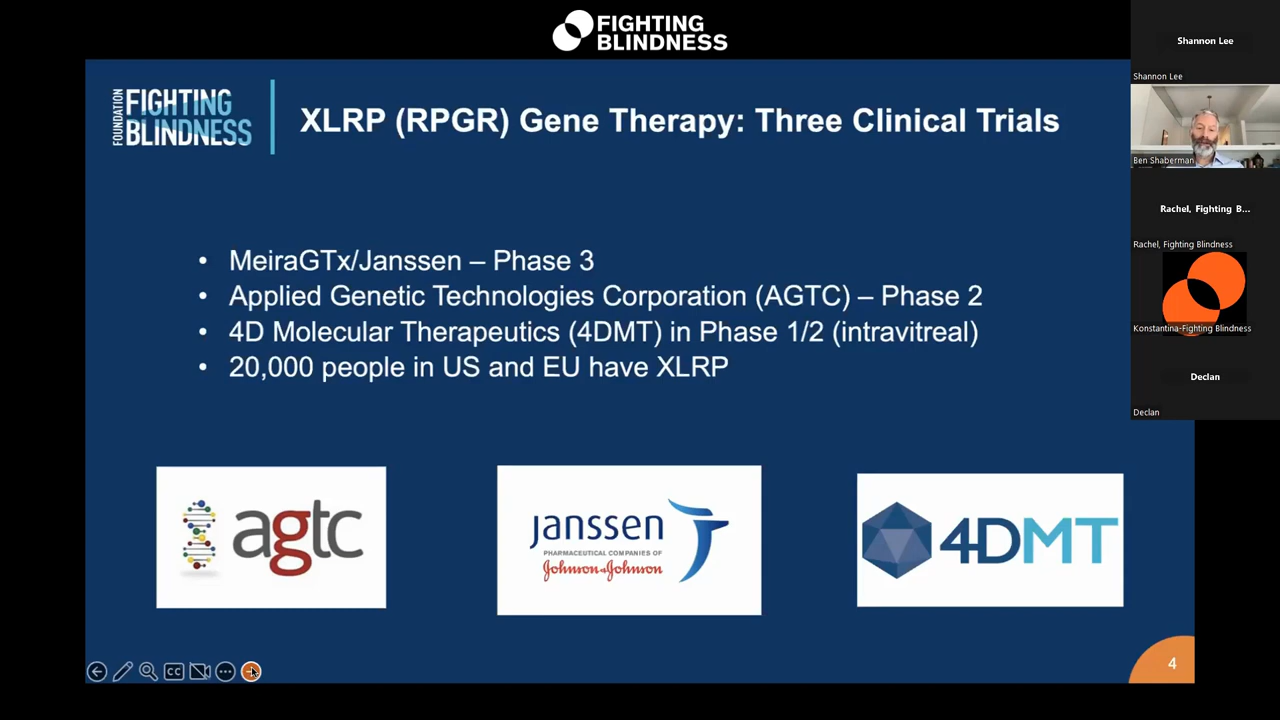 FIGHTING
BLINDNESS
FOUNDATION
FIGHTING
BLINDNESS
XLRP (RPGR) Gene Therapy: Three Clinical Trials
• MeiraGTx/Janssen – Phase 3
• Applied Genetic Technologies Corporation (AGTC) – Phase 2
• 4D Molecular Therapeutics (4DMT) in Phase 1/2 (intravitreal)
• 20,000 people in US and EU have XLRP
agtc
janssen
PHARMACEUTICAL COMPANIES OF
Johnson & Johnson
4DMT
CC
4
Shannon Lee
Shannon Lee
Ben Shaberman
Rachel, Fighting B...
Rachel, Fighting Blindness
Konstantina-Fighting Blindness
Declan
Declan